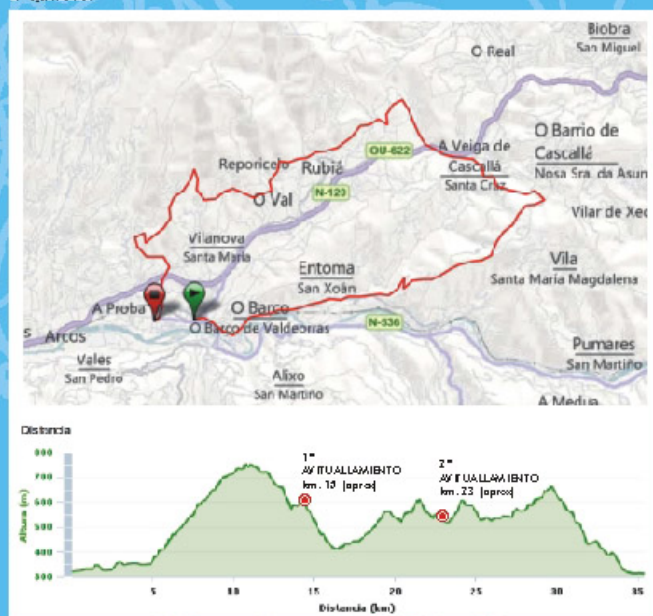 Biobra
San Miguel
O Real
OU-622
A Veiga de
Cascallá
Santa Cruz
O Barrio de
Cascallá
Nosa Sra. da Asun
Reporicelo
Rubiá
N-120
O Val
Vilar de Xec
Vilanova
Santa María
Entoma
San Xoán
Vila
Santa María Magdalena
A Proba
O Barco
O Barco de Valdeorras
N-536
s
Arcos
Vales
San Pedro
Alixo
San Martiño
Pumares
San Martiño
A Medua
Distancia
1º
AVITUALLAMIENTO
km. 15 (aprox)
2º
AVITUALLAMIENTO
km. 23 (aprox)
Altura (m)
800
700
600
500
400
300
5
10
15
20
25
30
35
Distancia (km)